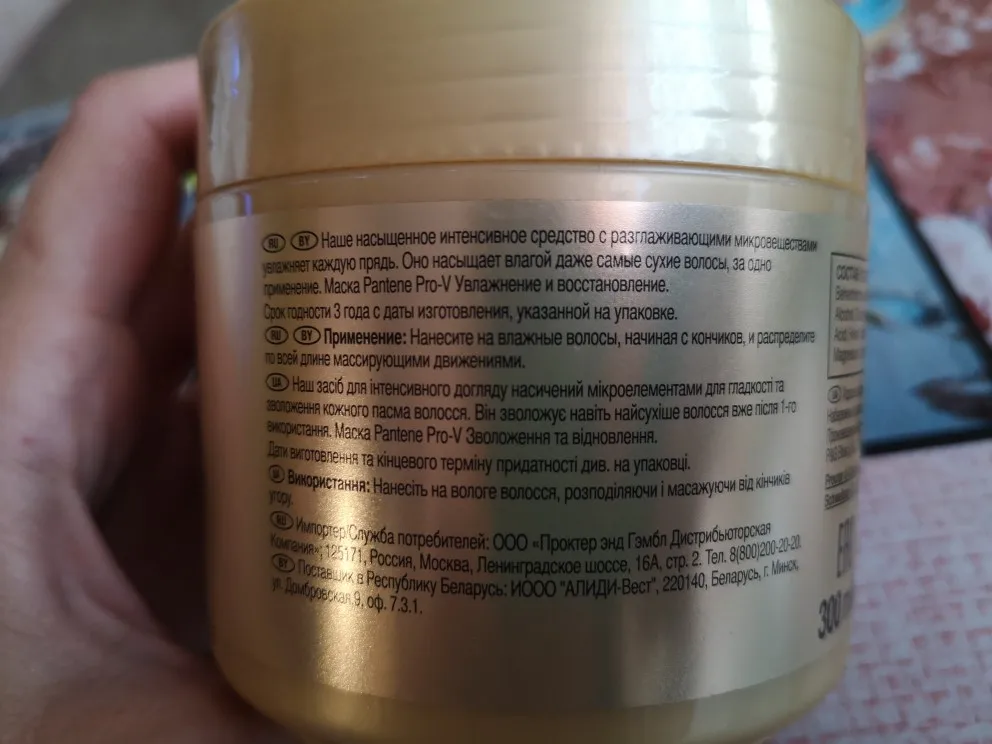 RU BY Наше насыщенное интенсивное средство с разглаживающими микровеществами
увлажняет каждую прядь. Оно насыщает влагой даже самые сухие волосы, за одно
применение. Маска Pantene Pro-V Увлажнение и восстановление.
Срок годности 3 года с даты изготовления, указанной на упаковке.
RU BY Применение: Нанесите на влажные волосы, начиная с кончиков, и распределите
по всей длине массирующими движениями.
UA Наш засіб для інтенсивного догляду насичений мікроелементами для гладкості та
зволоження кожного пасма волосся. Він зволожує навіть найсухіше волосся вже після 1-го
використання. Маска Pantene Pro-V Зволоження та відновлення.
Дати виготовлення та кінцевого терміну придатності див. на упаковці.
UA Використання: Нанесіть на вологе волосся, розподіляючи і масажуючи від кінчиків
угору.
RU Импортер/Служба потребителей: ООО «Проктер энд Гэмбл Дистрибьюторская
Компания», 125171, Россия, Москва, Ленинградское шоссе, 16А, стр. 2. Тел. 8(800)200-20-20.
BY Поставщик в Республику Беларусь: ИООО "АЛИДИ-Вест", 220140, Беларусь, г. Минск,
ул. Домбровская,9, оф. 7.3.1.
СОСТАВ
300